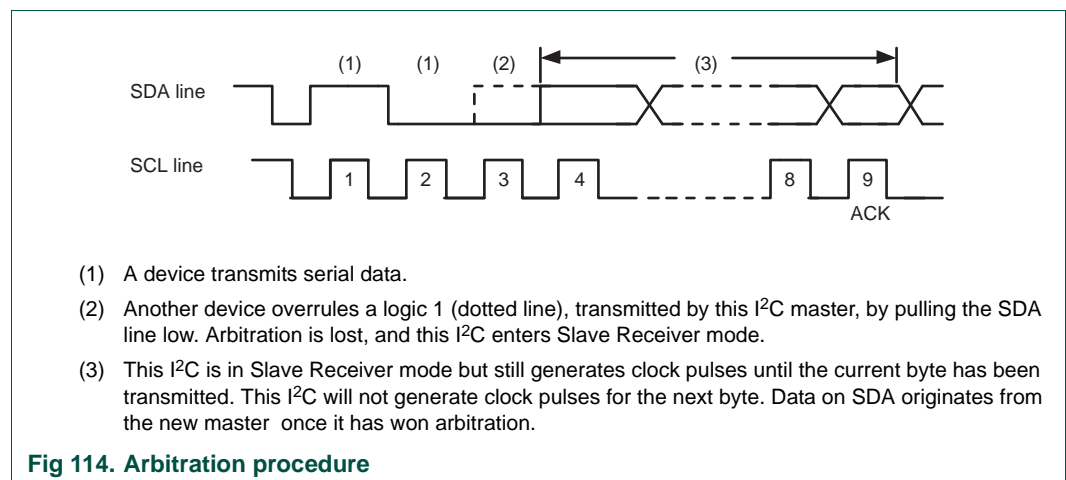 (1) (1) (2) (3)
SDA line
SCL line
1 2 3 4 8 9
ACK
(1) A device transmits serial data.
(2) Another device overrules a logic 1 (dotted line), transmitted by this I²C master, by pulling the SDA
line low. Arbitration is lost, and this I²C enters Slave Receiver mode.
(3) This I²C is in Slave Receiver mode but still generates clock pulses until the current byte has been
transmitted. This I²C will not generate clock pulses for the next byte. Data on SDA originates from
the new master once it has won arbitration.
Fig 114. Arbitration procedure